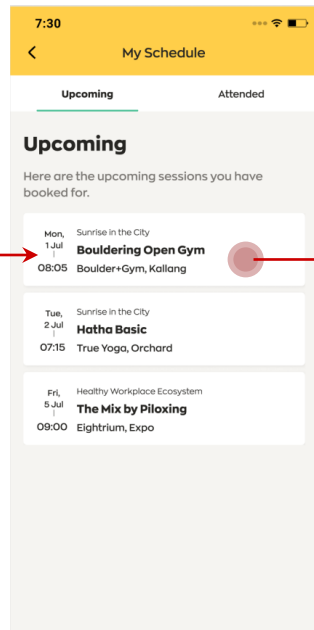 7:30
My Schedule
Upcoming
Attended
Upcoming
Here are the upcoming sessions you have
booked for.
Mon,
1 Jul
08:05
Sunrise in the City
Bouldering Open Gym
Boulder+Gym, Kallang
Tue,
2 Jul
07:15
Sunrise in the City
Hatha Basic
True Yoga, Orchard
Fri,
5 Jul
09:00
Healthy Workplace Ecosystem
The Mix by Piloxing
Eightrium, Expo